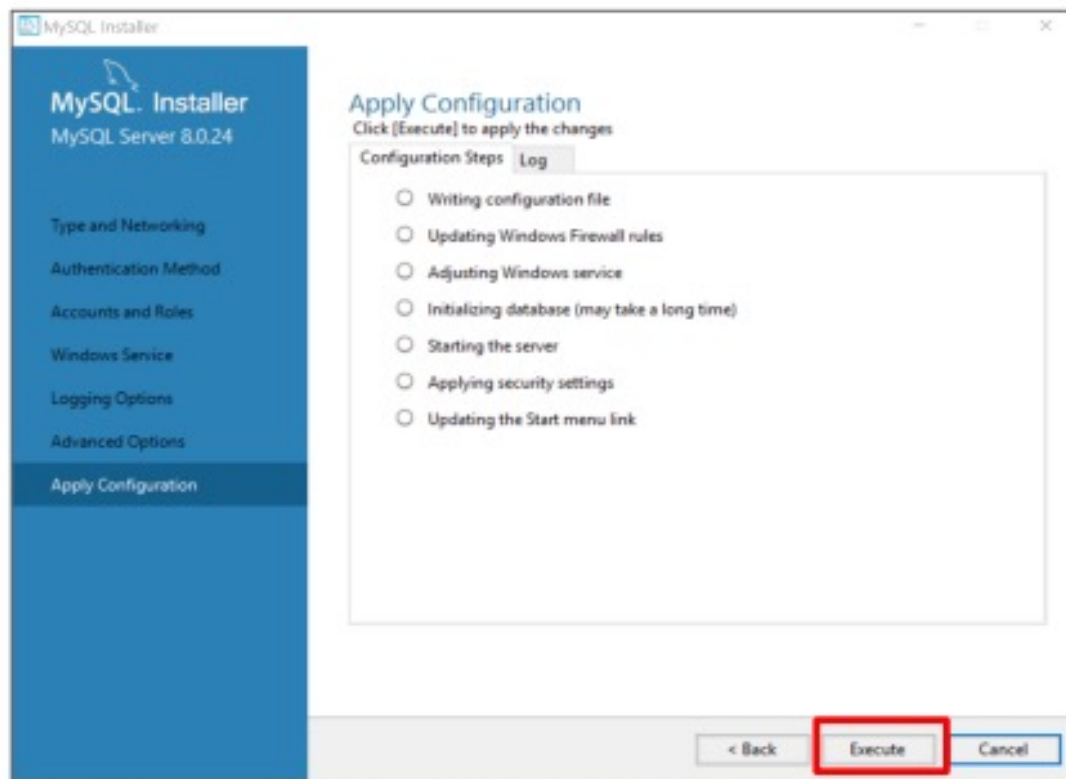 MySQL Installer
MySQL. Installer
MySQL Server 8.0.24
Type and Networking
Authentication Method
Accounts and Roles
Windows Service
Logging Options
Advanced Options
Apply Configuration
Apply Configuration
Click [Execute] to apply the changes
Configuration Steps Log
Writing configuration file
Updating Windows Firewall rules
Adjusting Windows service
Initializing database (may take a long time)
Starting the server
Applying security settings
Updating the Start menu link
< Back Execute Cancel